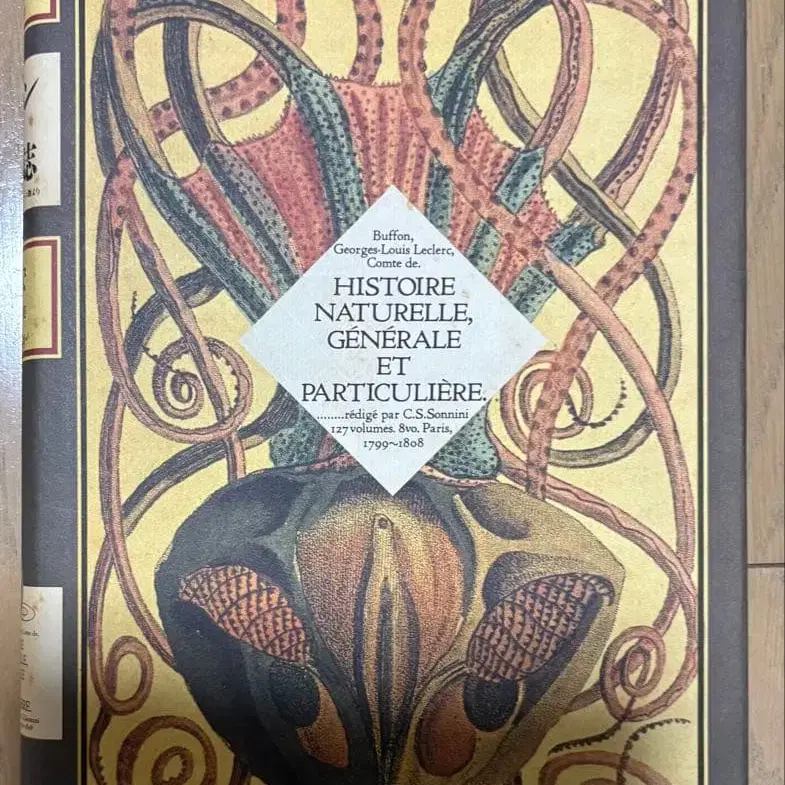 Buffon,
Georges-Louis Leclerc,
Comte de.
HISTOIRE
NATURELLE,
GÉNÉRALE
ET
PARTICULIÈRE.
........rédigé par C.S.Sonnini
127 volumes. 8vo. Paris,
1799~1808
誌